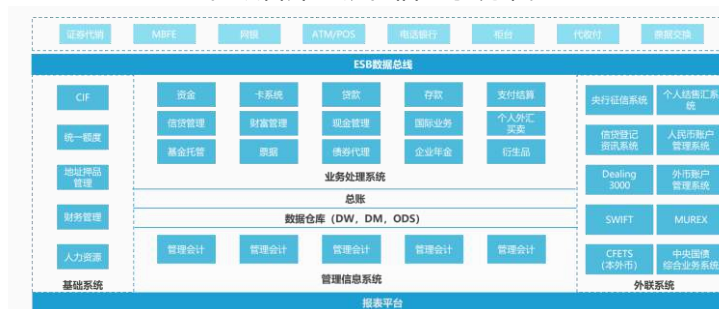 证券代销 MBFE 网银 ATM/POS 电话银行 柜台 代收付 数据交换
ESB数据总线
CIF
统一额度
地址押品
管理
财务管理
人力资源
基础系统
资金 卡系统 贷款 存款 支付结算
信贷管理 财富管理 现金管理 国际业务 个人外汇
买卖
基金托管 票据 债券代理 企业年金 衍生品
业务处理系统
总账
数据仓库（DW，DM，ODS）
管理会计 管理会计 管理会计 管理会计 管理会计
管理信息系统
央行征信系统 个人结售汇系
统
信贷登记
资讯系统 人民币账户
管理系统
Dealing
3000 外币账户
管理系统
SWIFT MUREX
CFETS
（本外币） 中央国债
综合业务系统
外联系统
报表平台